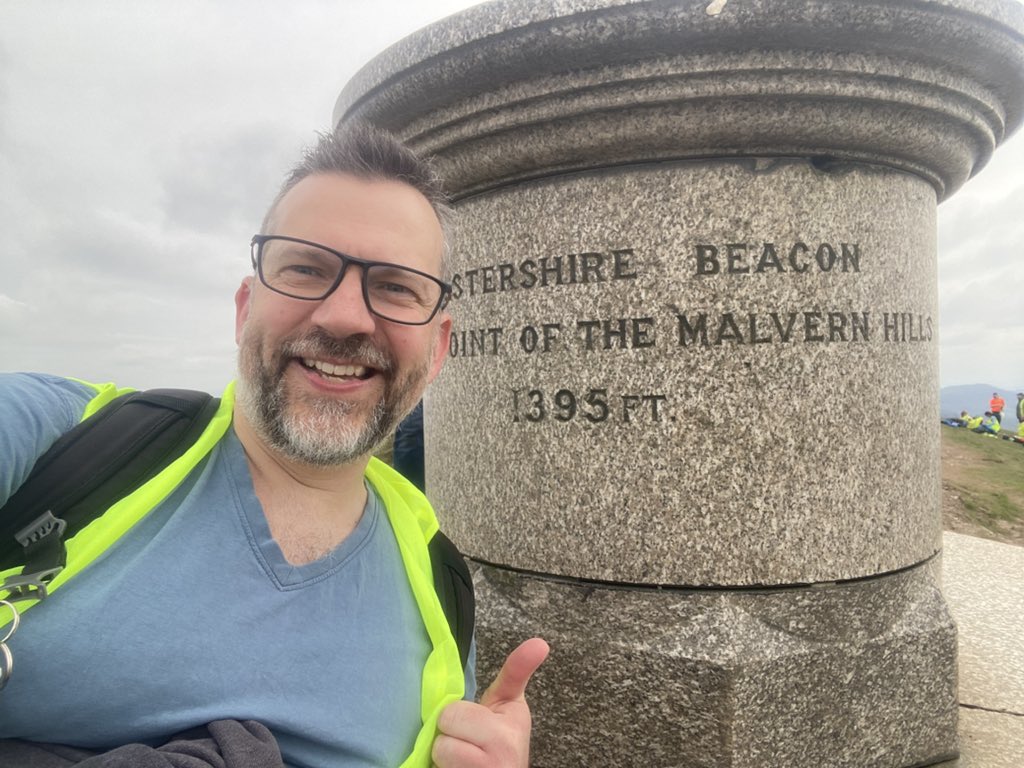 STERSHIRE BEACON
OINT OF THE MALVERN HILLS
1395 FT.